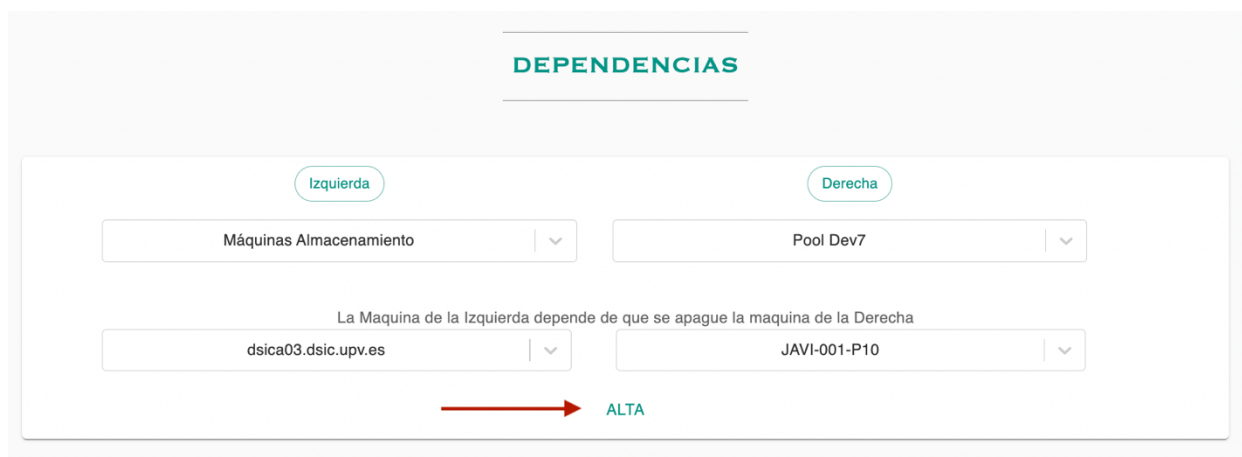 DEPENDENCIAS
Izquierda Derecha
Máquinas Almacenamiento Pool Dev7
La Maquina de la Izquierda depende de que se apague la maquina de la Derecha
dsica03.dsic.upv.es JAVI-001-P10
ALTA